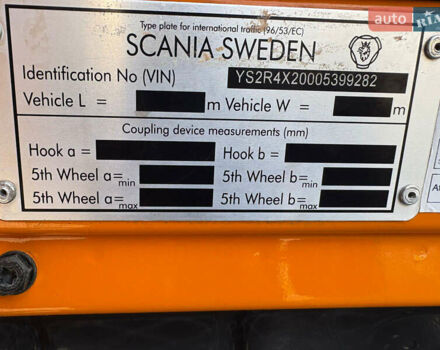 auto RIA
Type plate for international traffic (96/53/EC)
SCANIA SWEDEN
Identification No (VIN) YS2R4X20005399282
Vehicle L = m Vehicle W = m
Coupling device measurements (mm)
Hook a = Hook b =
5th Wheel a= min 5th Wheel b= min
5th Wheel a= max 5th Wheel b= max